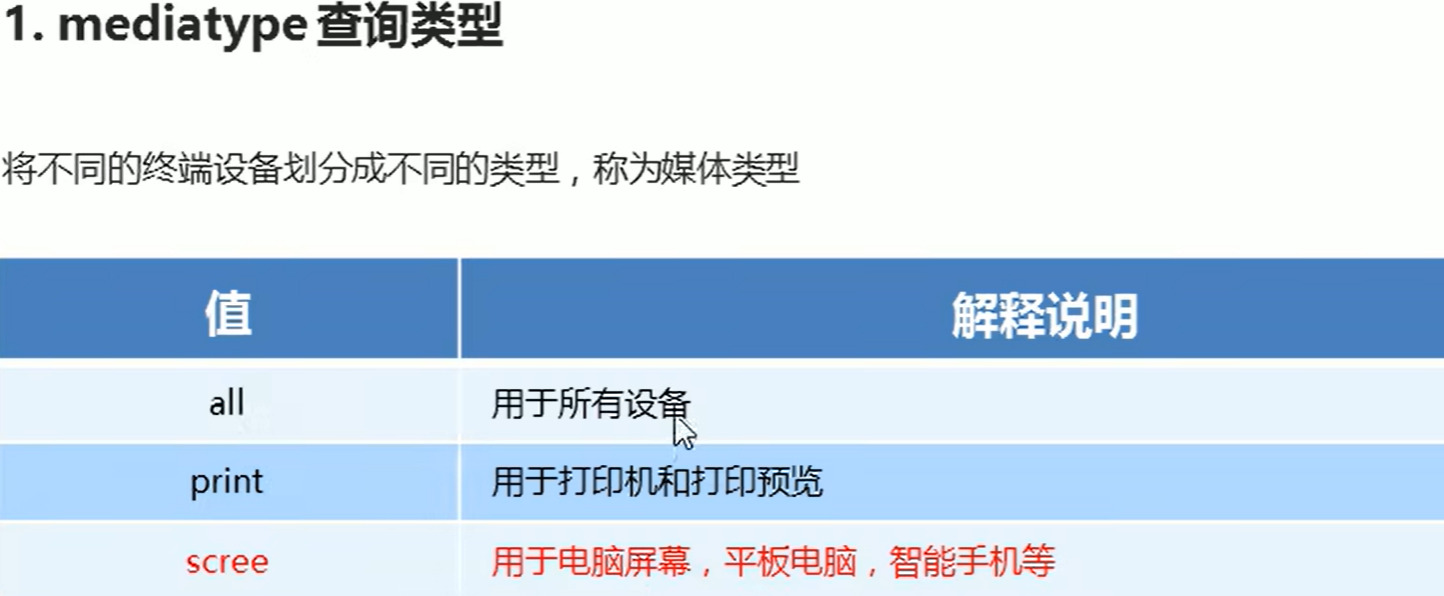 1. mediatype 查询类型
将不同的终端设备划分成不同的类型，称为媒体类型
值 解释说明
all 用于所有设备
print 用于打印机和打印预览
scree 用于电脑屏幕，平板电脑，智能手机等